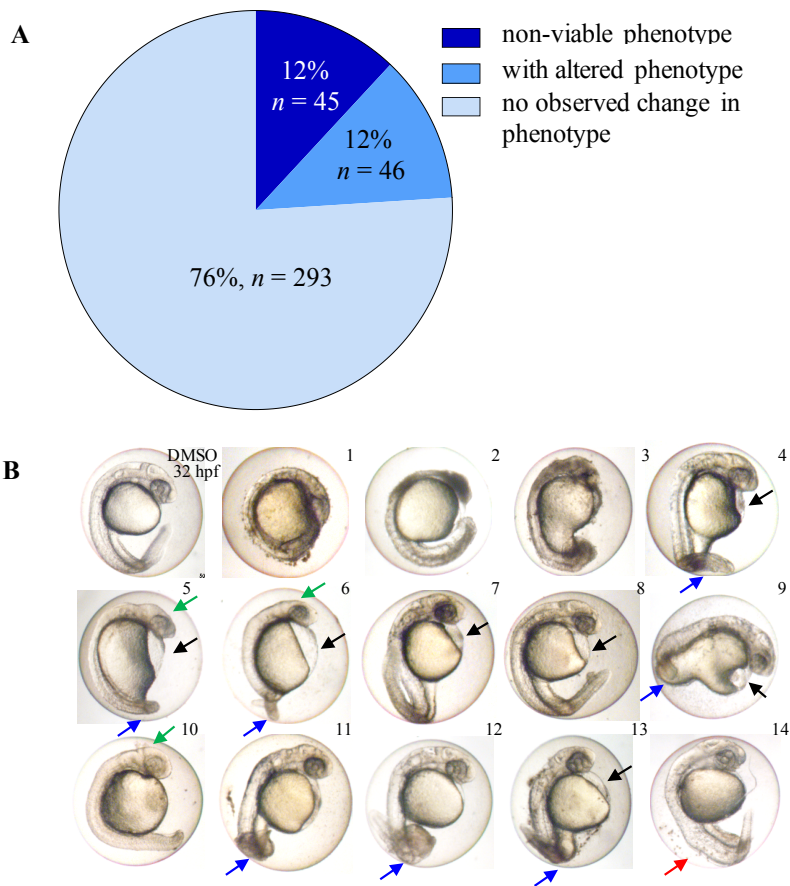 A
non-viable phenotype
with altered phenotype
no observed change in
phenotype
12%
n = 45
12%
n = 46
76%, n = 293
B
DMSO
32 hpf
1
2
3
4
5
6
7
8
9
10
11
12
13
14